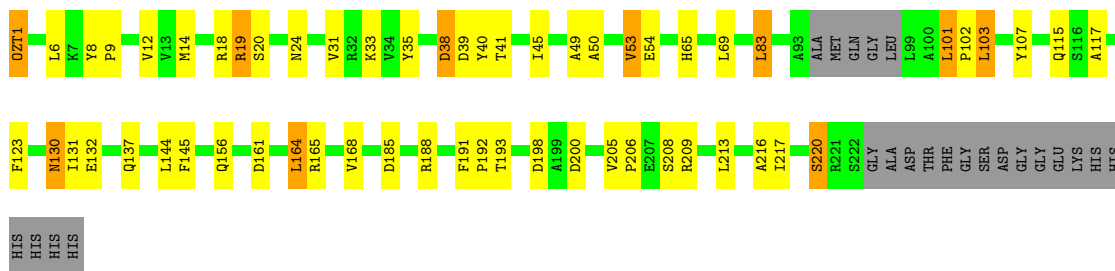 OZT1 L6 K7 Y8 P9 V12 V13 M14 R18 R19 S20 N24 V31 R32 K33 V34 Y35 D38 D39 Y40 T41 I45 A49 A50 V53 E54 H65 L69 L83 A93 ALA MET GLN GLY LEU L99 A100 L101 P102 L103 Y107 Q115 S116 A117
F123 N130 I131 E132 Q137 L144 F145 Q156 D161 L164 R165 V168 D185 R188 F191 P192 T193 D198 A199 D200 V205 P206 E207 S208 R209 L213 A216 I217 S220 R221 S222 GLY ALA ASP THR PHE GLY SER ASP GLY GLY GLU LYS HIS HIS
HIS HIS HIS HIS